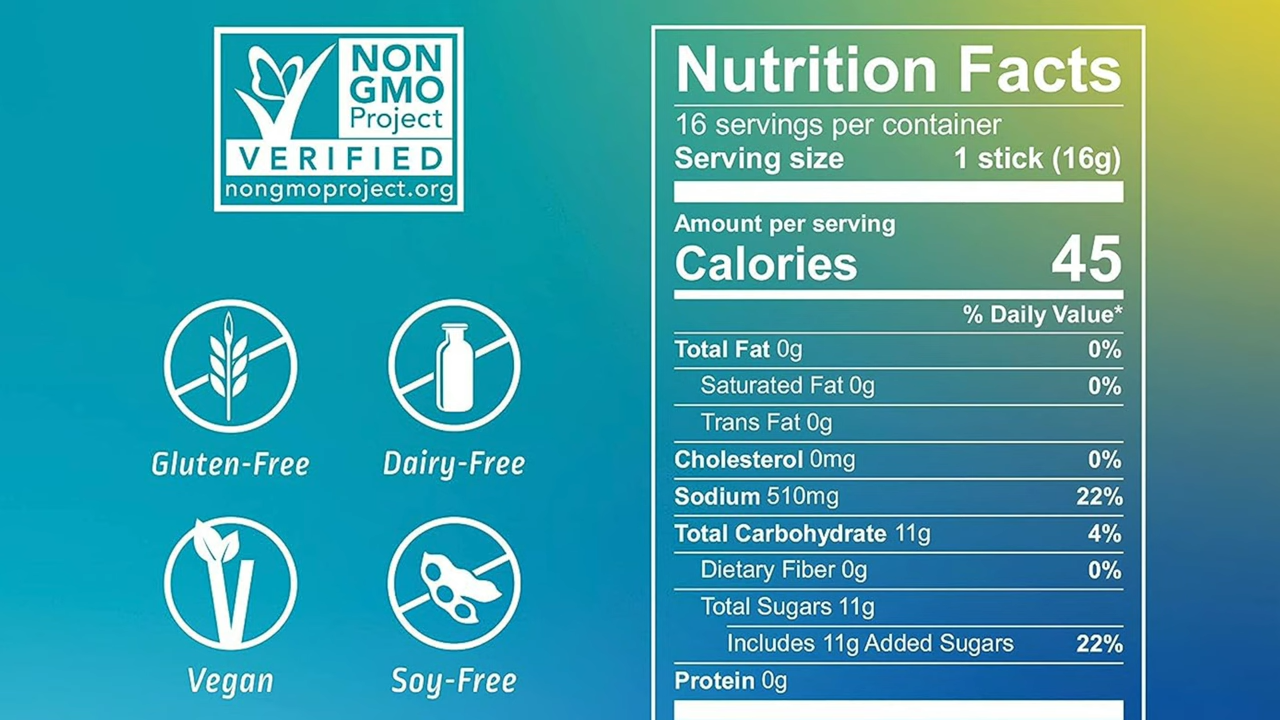 NON
GMO
Project
VERIFIED
nongmoproject.org
Gluten-Free
Dairy-Free
Vegan
Soy-Free
Nutrition Facts
16 servings per container
Serving size 1 stick (16g)
Amount per serving
Calories 45
% Daily Value*
Total Fat 0g 0%
Saturated Fat 0g 0%
Trans Fat 0g
Cholesterol 0mg 0%
Sodium 510mg 22%
Total Carbohydrate 11g 4%
Dietary Fiber 0g 0%
Total Sugars 11g
Includes 11g Added Sugars 22%
Protein 0g